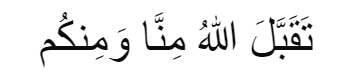 تَقَبَّلَ اللهُ مِنَّا وَمِنكُم